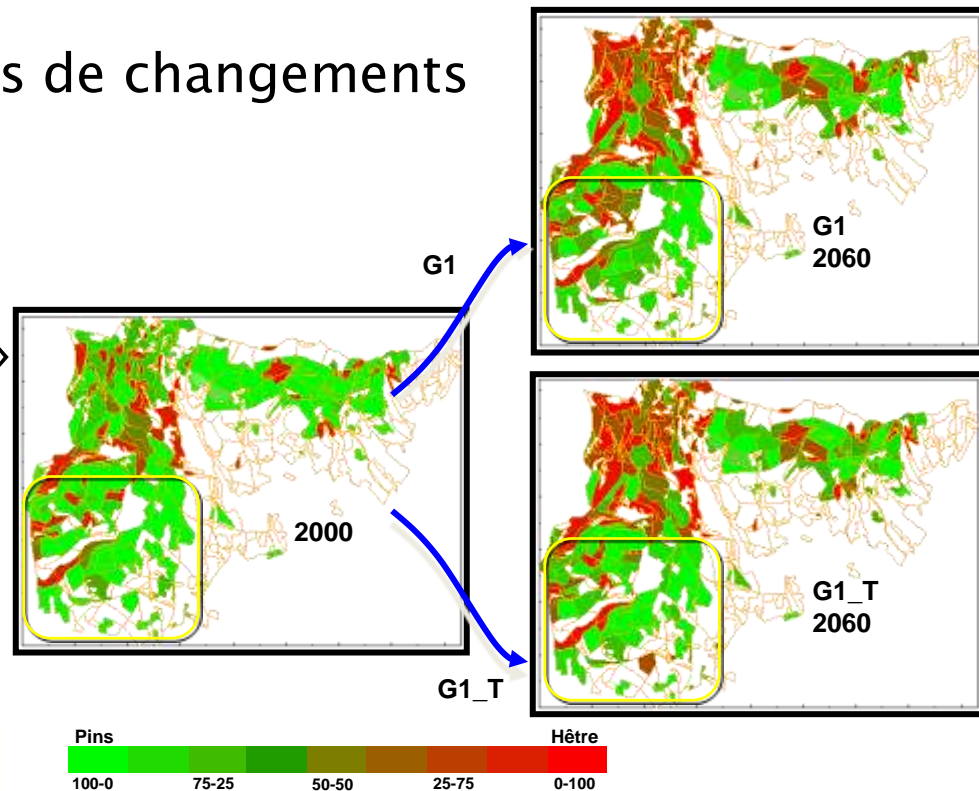 s de changements
G1
G1
2060
2000
G1_T
2060
G1_T
Pins
Hêtre
100-0
75-25
50-50
25-75
0-100